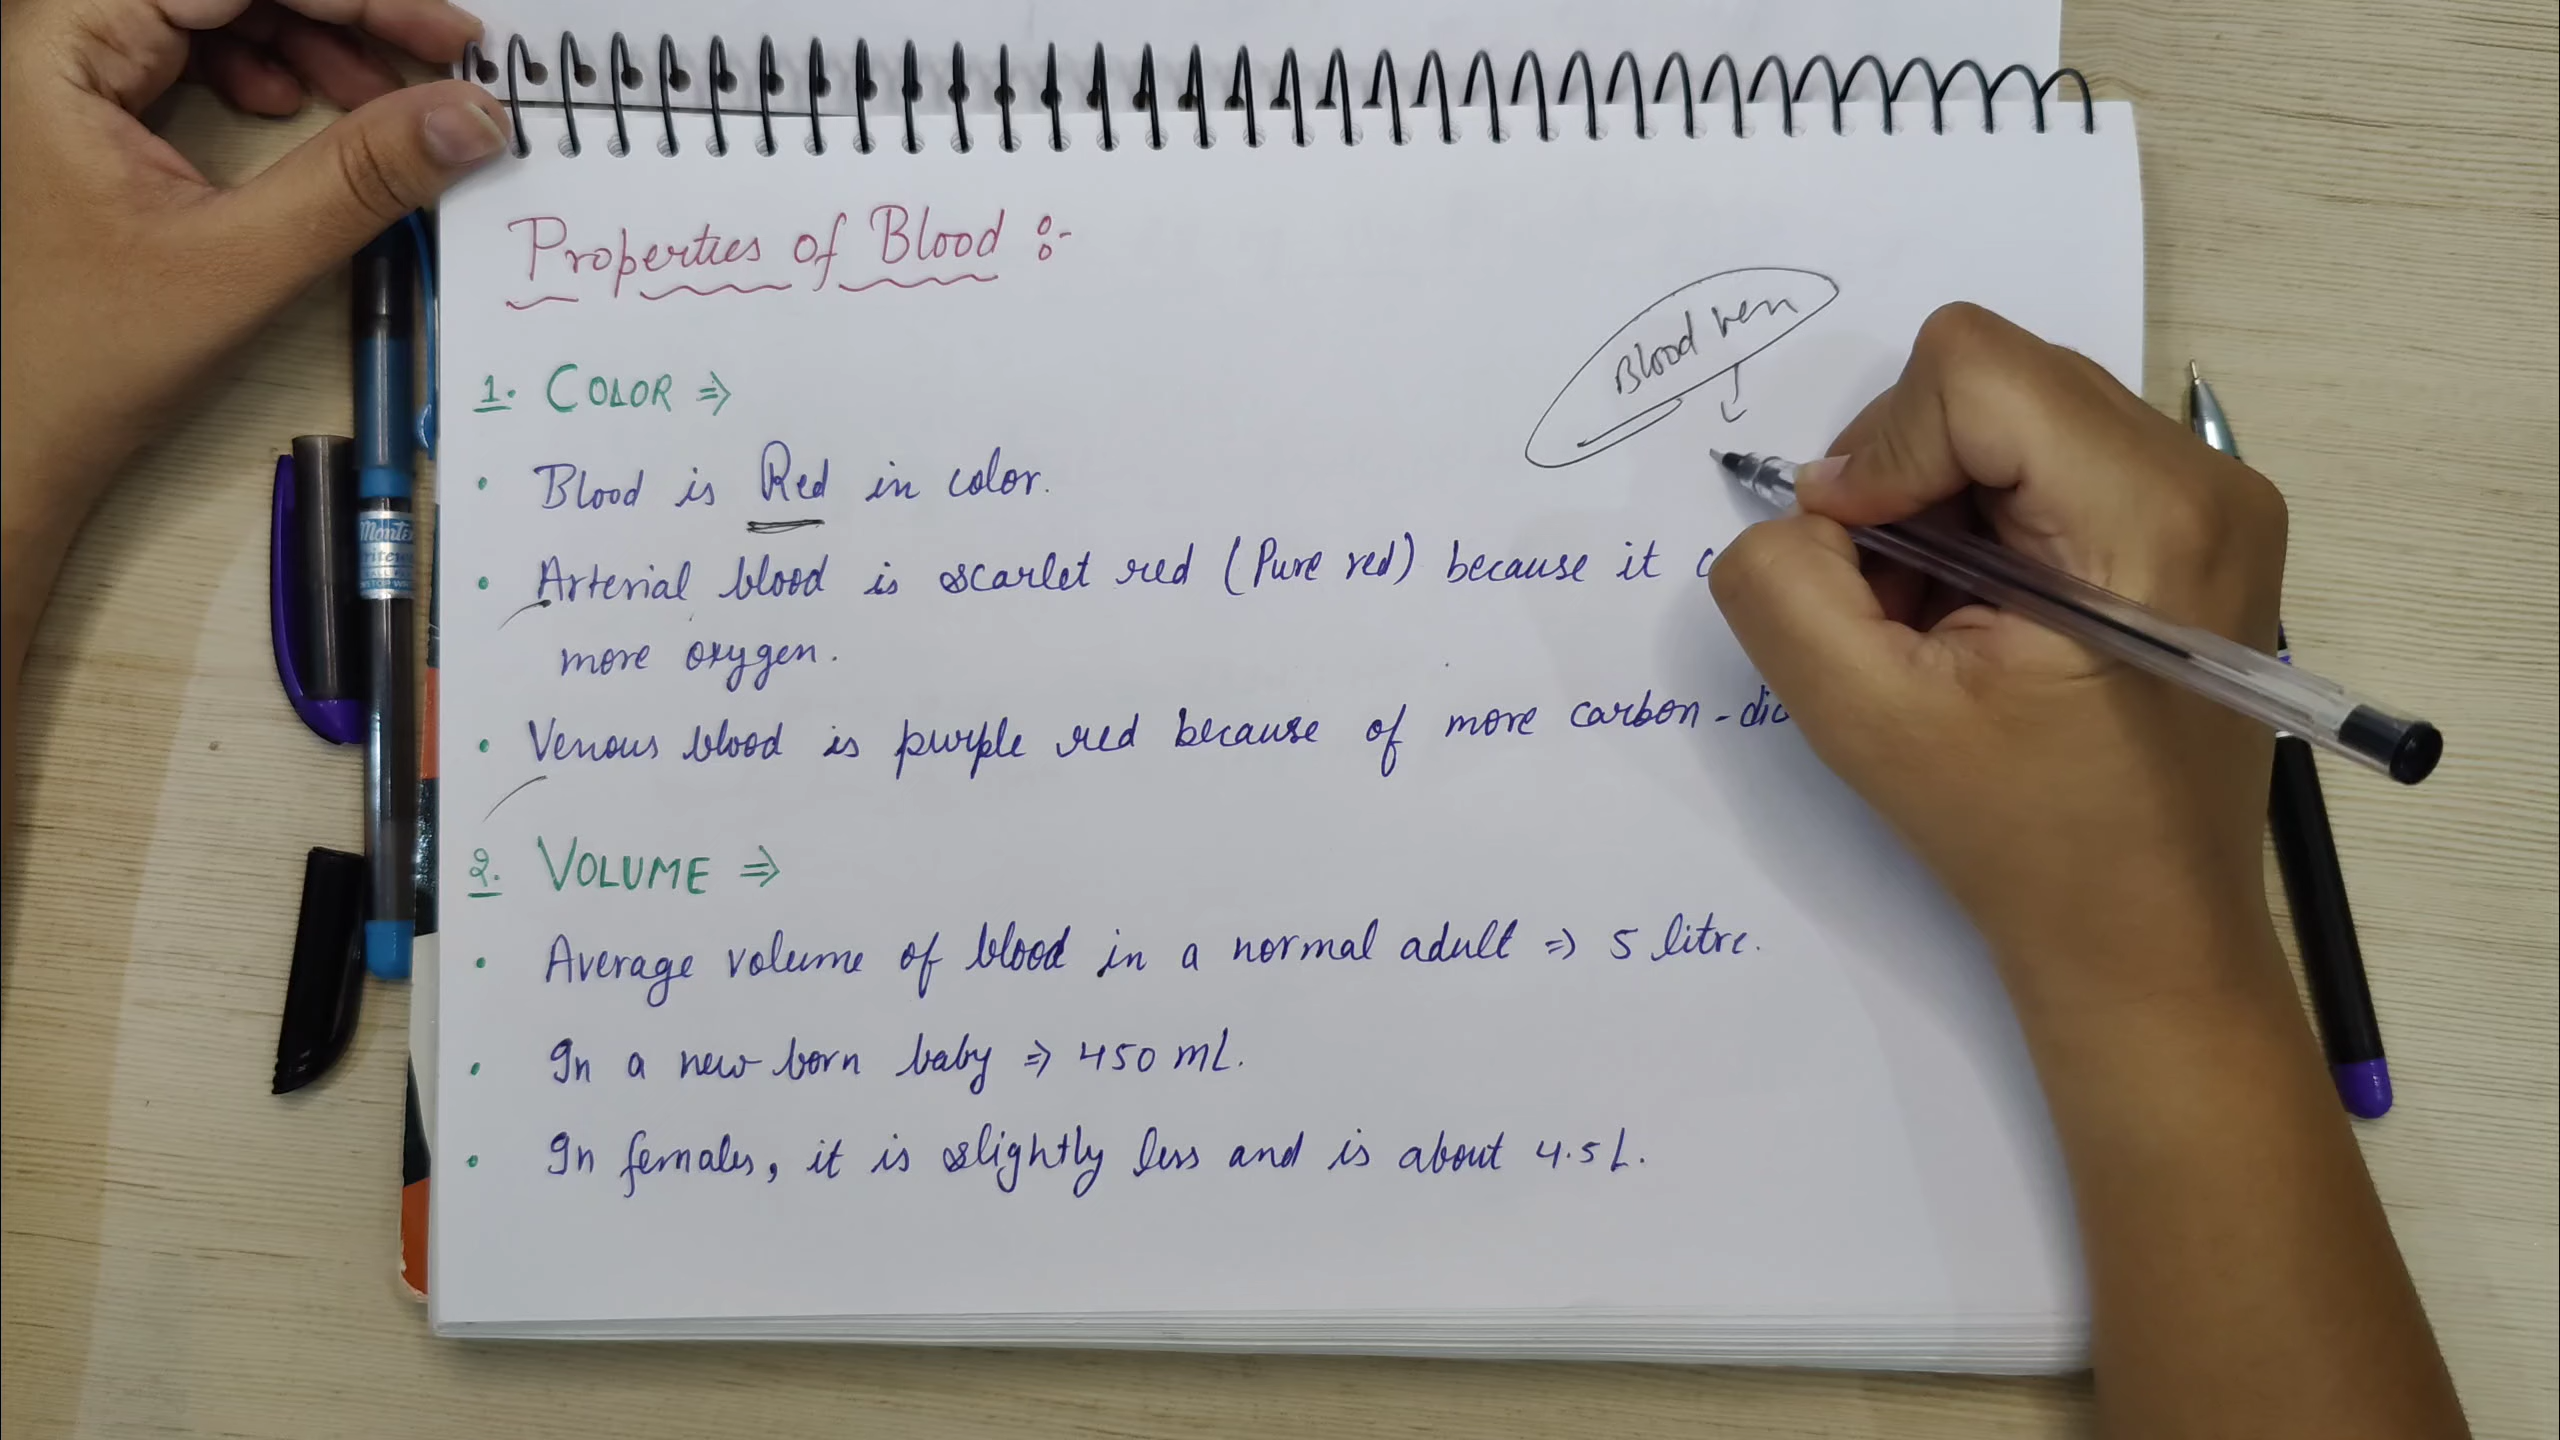 Properties of Blood :-
Blood
1. COLOR ⇒
• Blood is Red in color.
• Arterial blood is scarlet red (Pure red) because it
more oxygen.
• Venous blood is purple red because of more carbon-dio
2. VOLUME ⇒
• Average volume of blood in a normal adult ⇒ 5 litre.
• In a new born baby ⇒ 450 mL.
• In females, it is slightly less and is about 4.5 L.
Montex